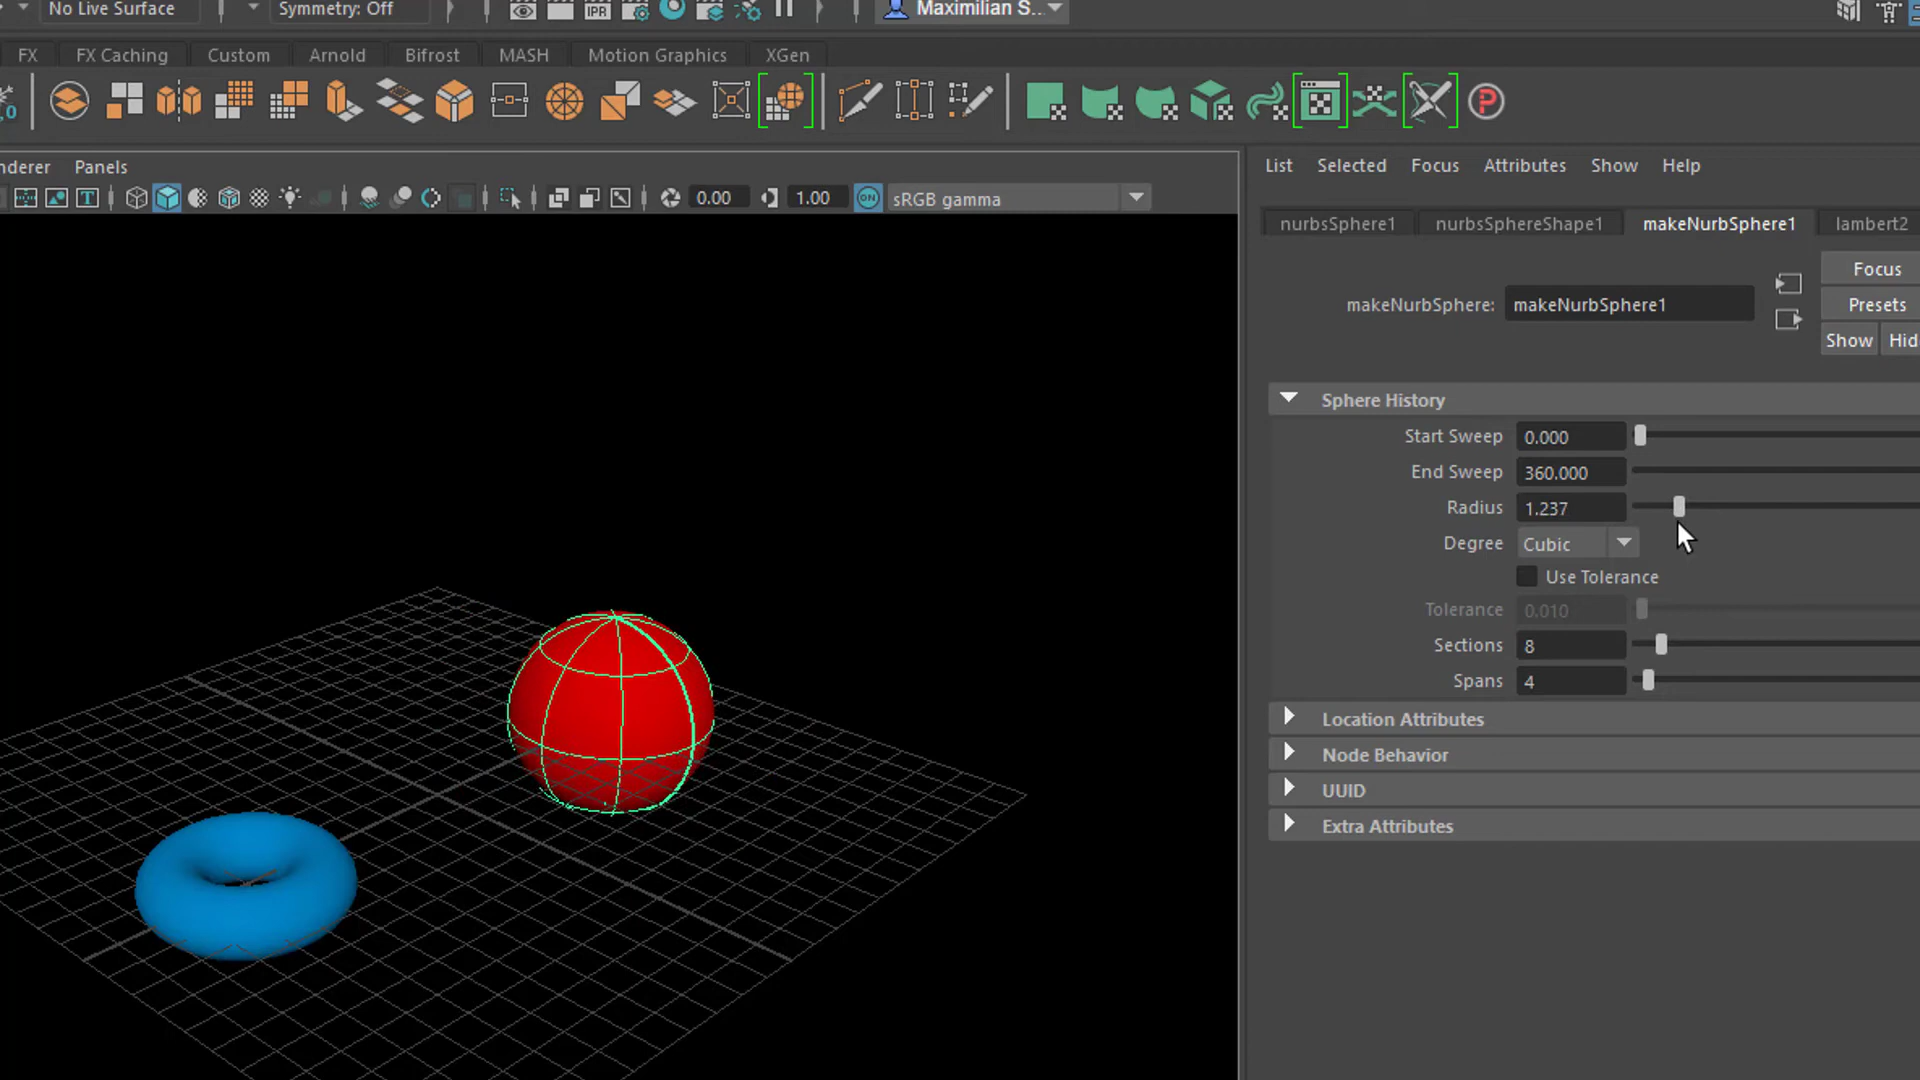 No Live Surface
Symmetry: Off
IPR
Maximilian S...
FX
FX Caching
Custom
Arnold
Bifrost
MASH
Motion Graphics
XGen
nderer
Panels
0.00
1.00
ON
sRGB gamma
List
Selected
Focus
Attributes
Show
Help
nurbsSphere1
nurbsSphereShape1
makeNurbSphere1
lambert2
makeNurbSphere:
makeNurbSphere1
Focus
Presets
Show
Hid
Sphere History
Start Sweep
0.000
End Sweep
360.000
Radius
1.237
Degree
Cubic
Use Tolerance
Tolerance
0.010
Sections
8
Spans
4
Location Attributes
Node Behavior
UUID
Extra Attributes